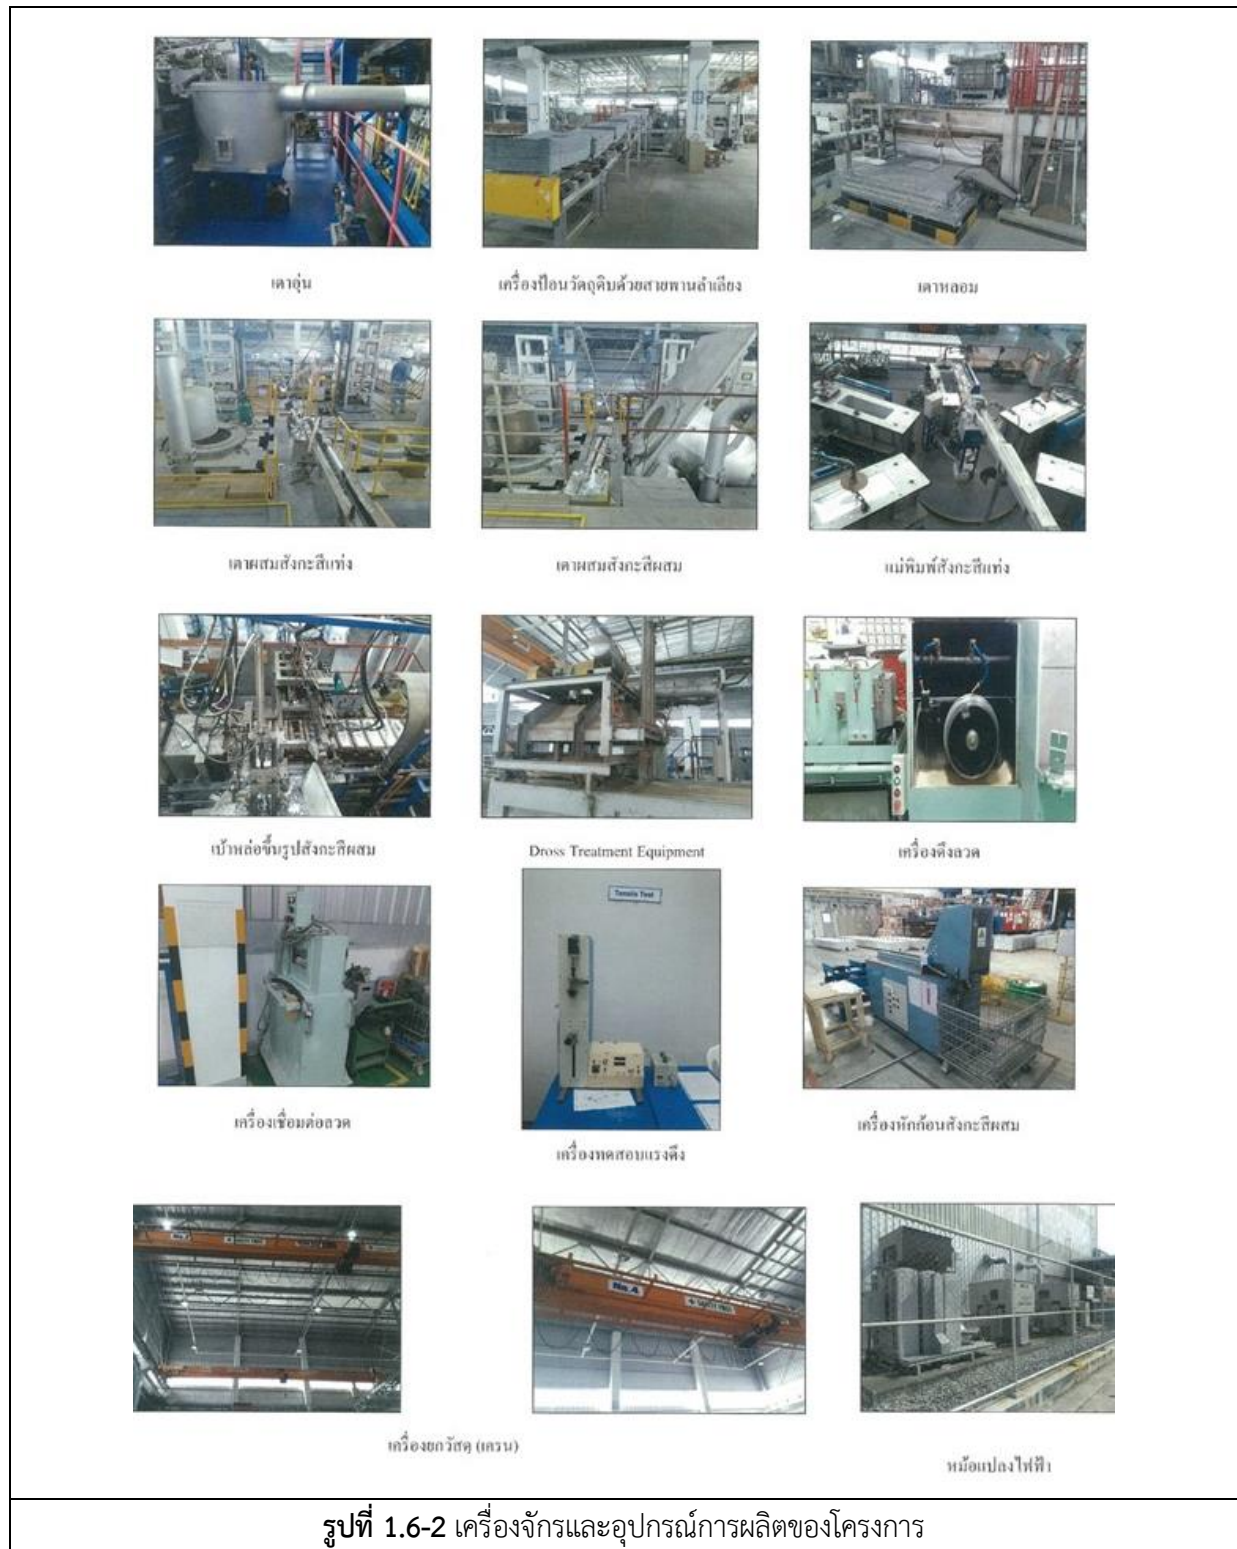 เตาอุ่น
เครื่องป้อนวัตถุดิบด้วยสายพานลำเลียง
เตาหลอม
เตาผสมสังกะสีแท่ง
เตาผสมสังกะสีผสม
แม่พิมพ์สังกะสีแท่ง
เบ้าหล่อขึ้นรูปสังกะสีผสม
Dross Treatment Equipment
เครื่องดึงลวด
Tensile Test
เครื่องเชื่อมต่อลวด
เครื่องทดสอบแรงดึง
เครื่องหักก้อนสังกะสีผสม
No.4
SAFETY FIRST
เครื่องยกวัสดุ (เครน)
หม้อแปลงไฟฟ้า
รูปที่ 1.6-2 เครื่องจักรและอุปกรณ์การผลิตของโครงการ